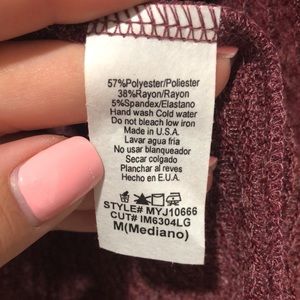 57%Polyester/Poliester
38%Rayon/Rayon
5%Spandex/Elastano
Hand wash Cold water
Do not bleach low iron
Made in U.S.A.
Lavar agua fria
No usar blanqueador
Secar colgado
Planchar al reves
Hecho en E.U.A.
STYLE# MYJ10666
CUT# IM6304LG
M(Mediano)